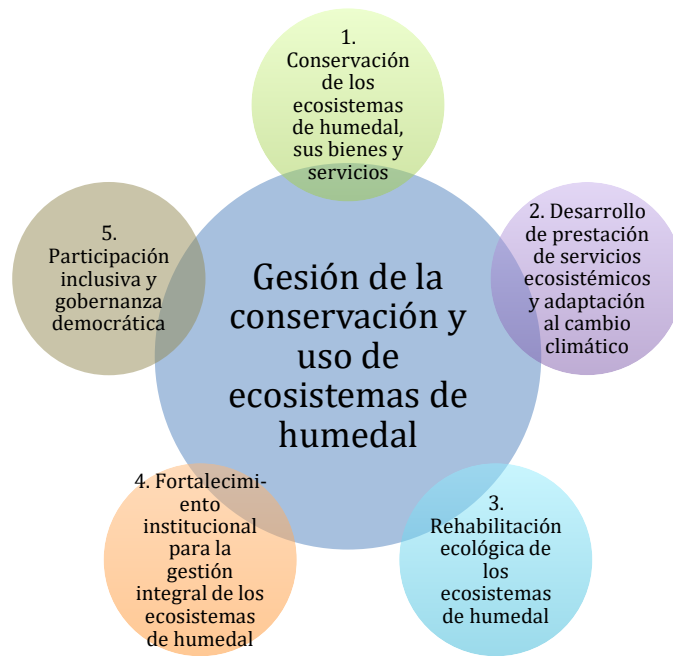 1.
Conservación
de los
ecosistemas
de humedal,
sus bienes y
servicios
2. Desarrollo
de prestación
de servicios
ecosistémicos
y adaptación
al cambio
climático
3.
Rehabilitación
ecológica de
los
ecosistemas
de humedal
4. Fortalecimi-
ento
institucional
para la
gestión
integral de los
ecosistemas
de humedal
5.
Participación
inclusiva y
gobernanza
democrática
Gesión de la
conservación y
uso de
ecosistemas de
humedal